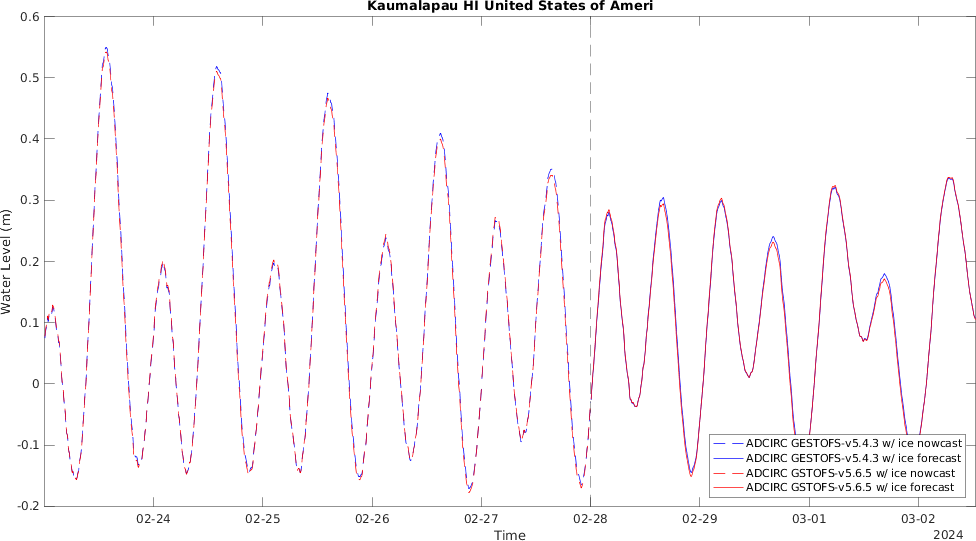 Kaumalapau HI United States of Ameri
0.6
0.5
0.4
0.3
0.2
0.1
0
-0.1
-0.2
Water Level (m)
ADCIRC GESTOFS-v5.4.3 w/ ice nowcast
ADCIRC GESTOFS-v5.4.3 w/ ice forecast
ADCIRC GSTOFS-v5.6.5 w/ ice nowcast
ADCIRC GSTOFS-v5.6.5 w/ ice forecast
02-24 02-25 02-26 02-27 02-28 02-29 03-01 03-02
Time
2024